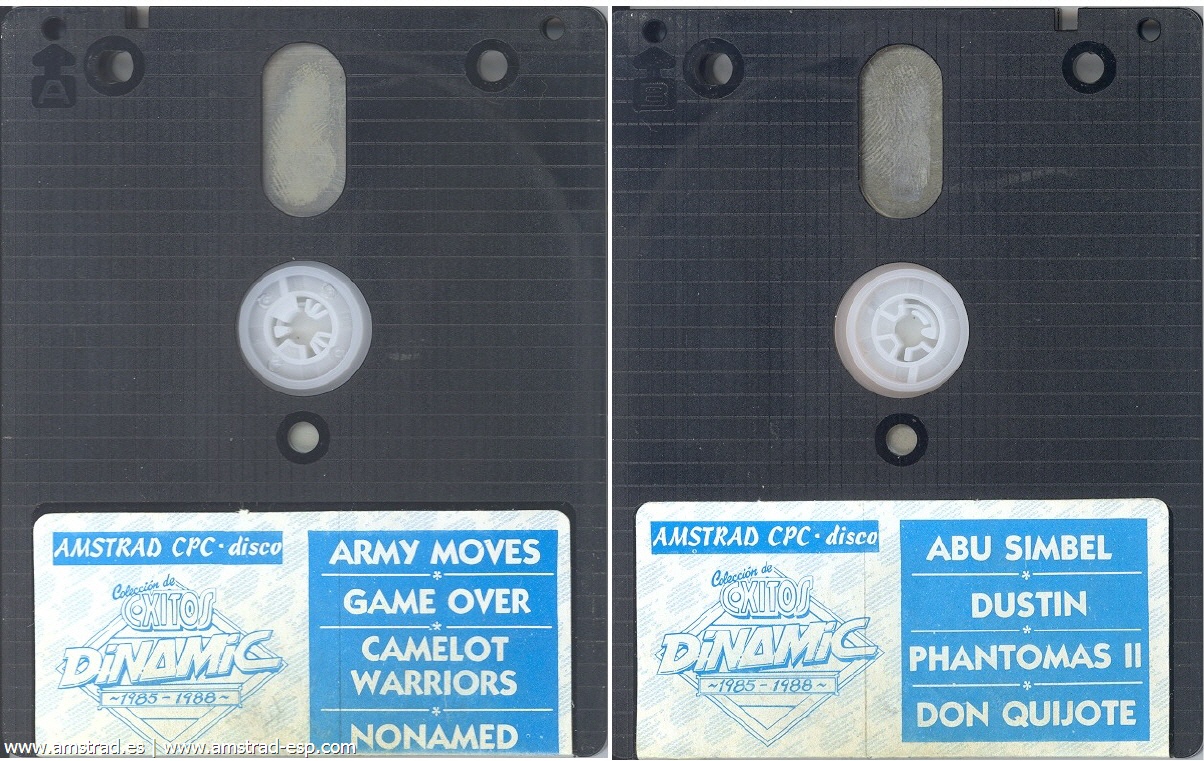 A
AMSTRAD CPC · disco
Colección de
EXITOS
DiNAMiC
~1985 - 1988~
ARMY MOVES
GAME OVER
CAMELOT
WARRIORS
NONAMED
www.amstrad.es | www.amstrad-esp.com
B
AMSTRAD CPC · disco
Colección de
EXITOS
DiNAMiC
~1985 - 1988~
ABU SIMBEL
DUSTIN
PHANTOMAS II
DON QUIJOTE